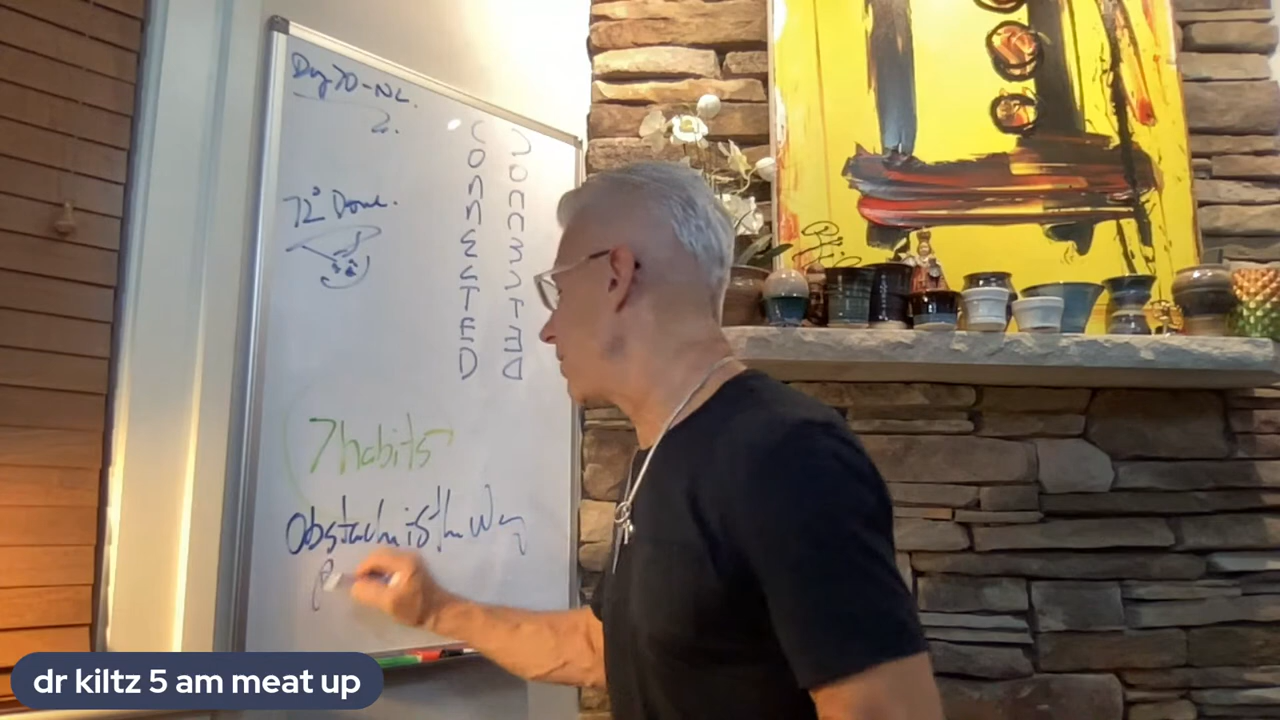 Day 70-NL.
2.
72° Dome.
CONNECTED
CONNECTED
7 habits
Obstacle is the Way
dr kiltz 5 am meat up